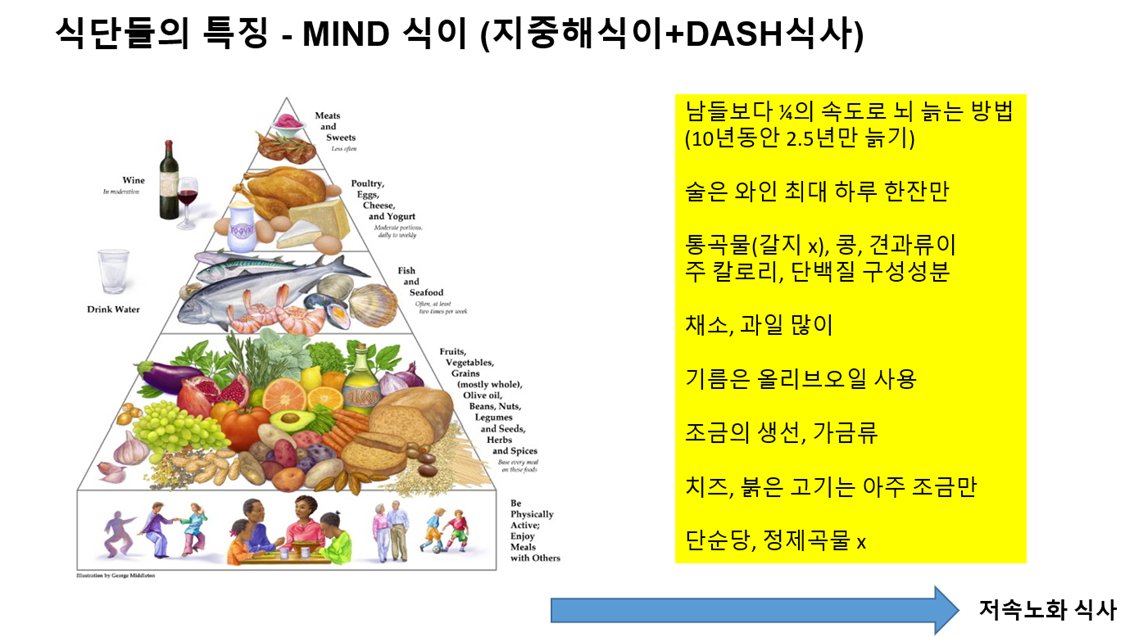 식단들의 특징 - MIND 식이 (지중해식이+DASH식사)
Meats
and
Sweets
Less often
Wine
In moderation
Poultry,
Eggs,
Cheese,
and Yogurt
Moderate portions,
daily to weekly
Yogurt
Drink Water
Fish
and
Seafood
Often, at least
two times per week
Fruits,
Vegetables,
Grains
(mostly whole),
Olive oil,
Beans, Nuts,
Legumes
and Seeds,
Herbs
and Spices
Base every meal
on these foods
Be
Physically
Active;
Enjoy
Meals
with Others
Illustration by George Middleton
남들보다 ¼의 속도로 뇌 늙는 방법
(10년동안 2.5년만 늙기)
술은 와인 최대 하루 한잔만
통곡물(갈지 x), 콩, 견과류이
주 칼로리, 단백질 구성성분
채소, 과일 많이
기름은 올리브오일 사용
조금의 생선, 가금류
치즈, 붉은 고기는 아주 조금만
단순당, 정제곡물 x
저속노화 식사